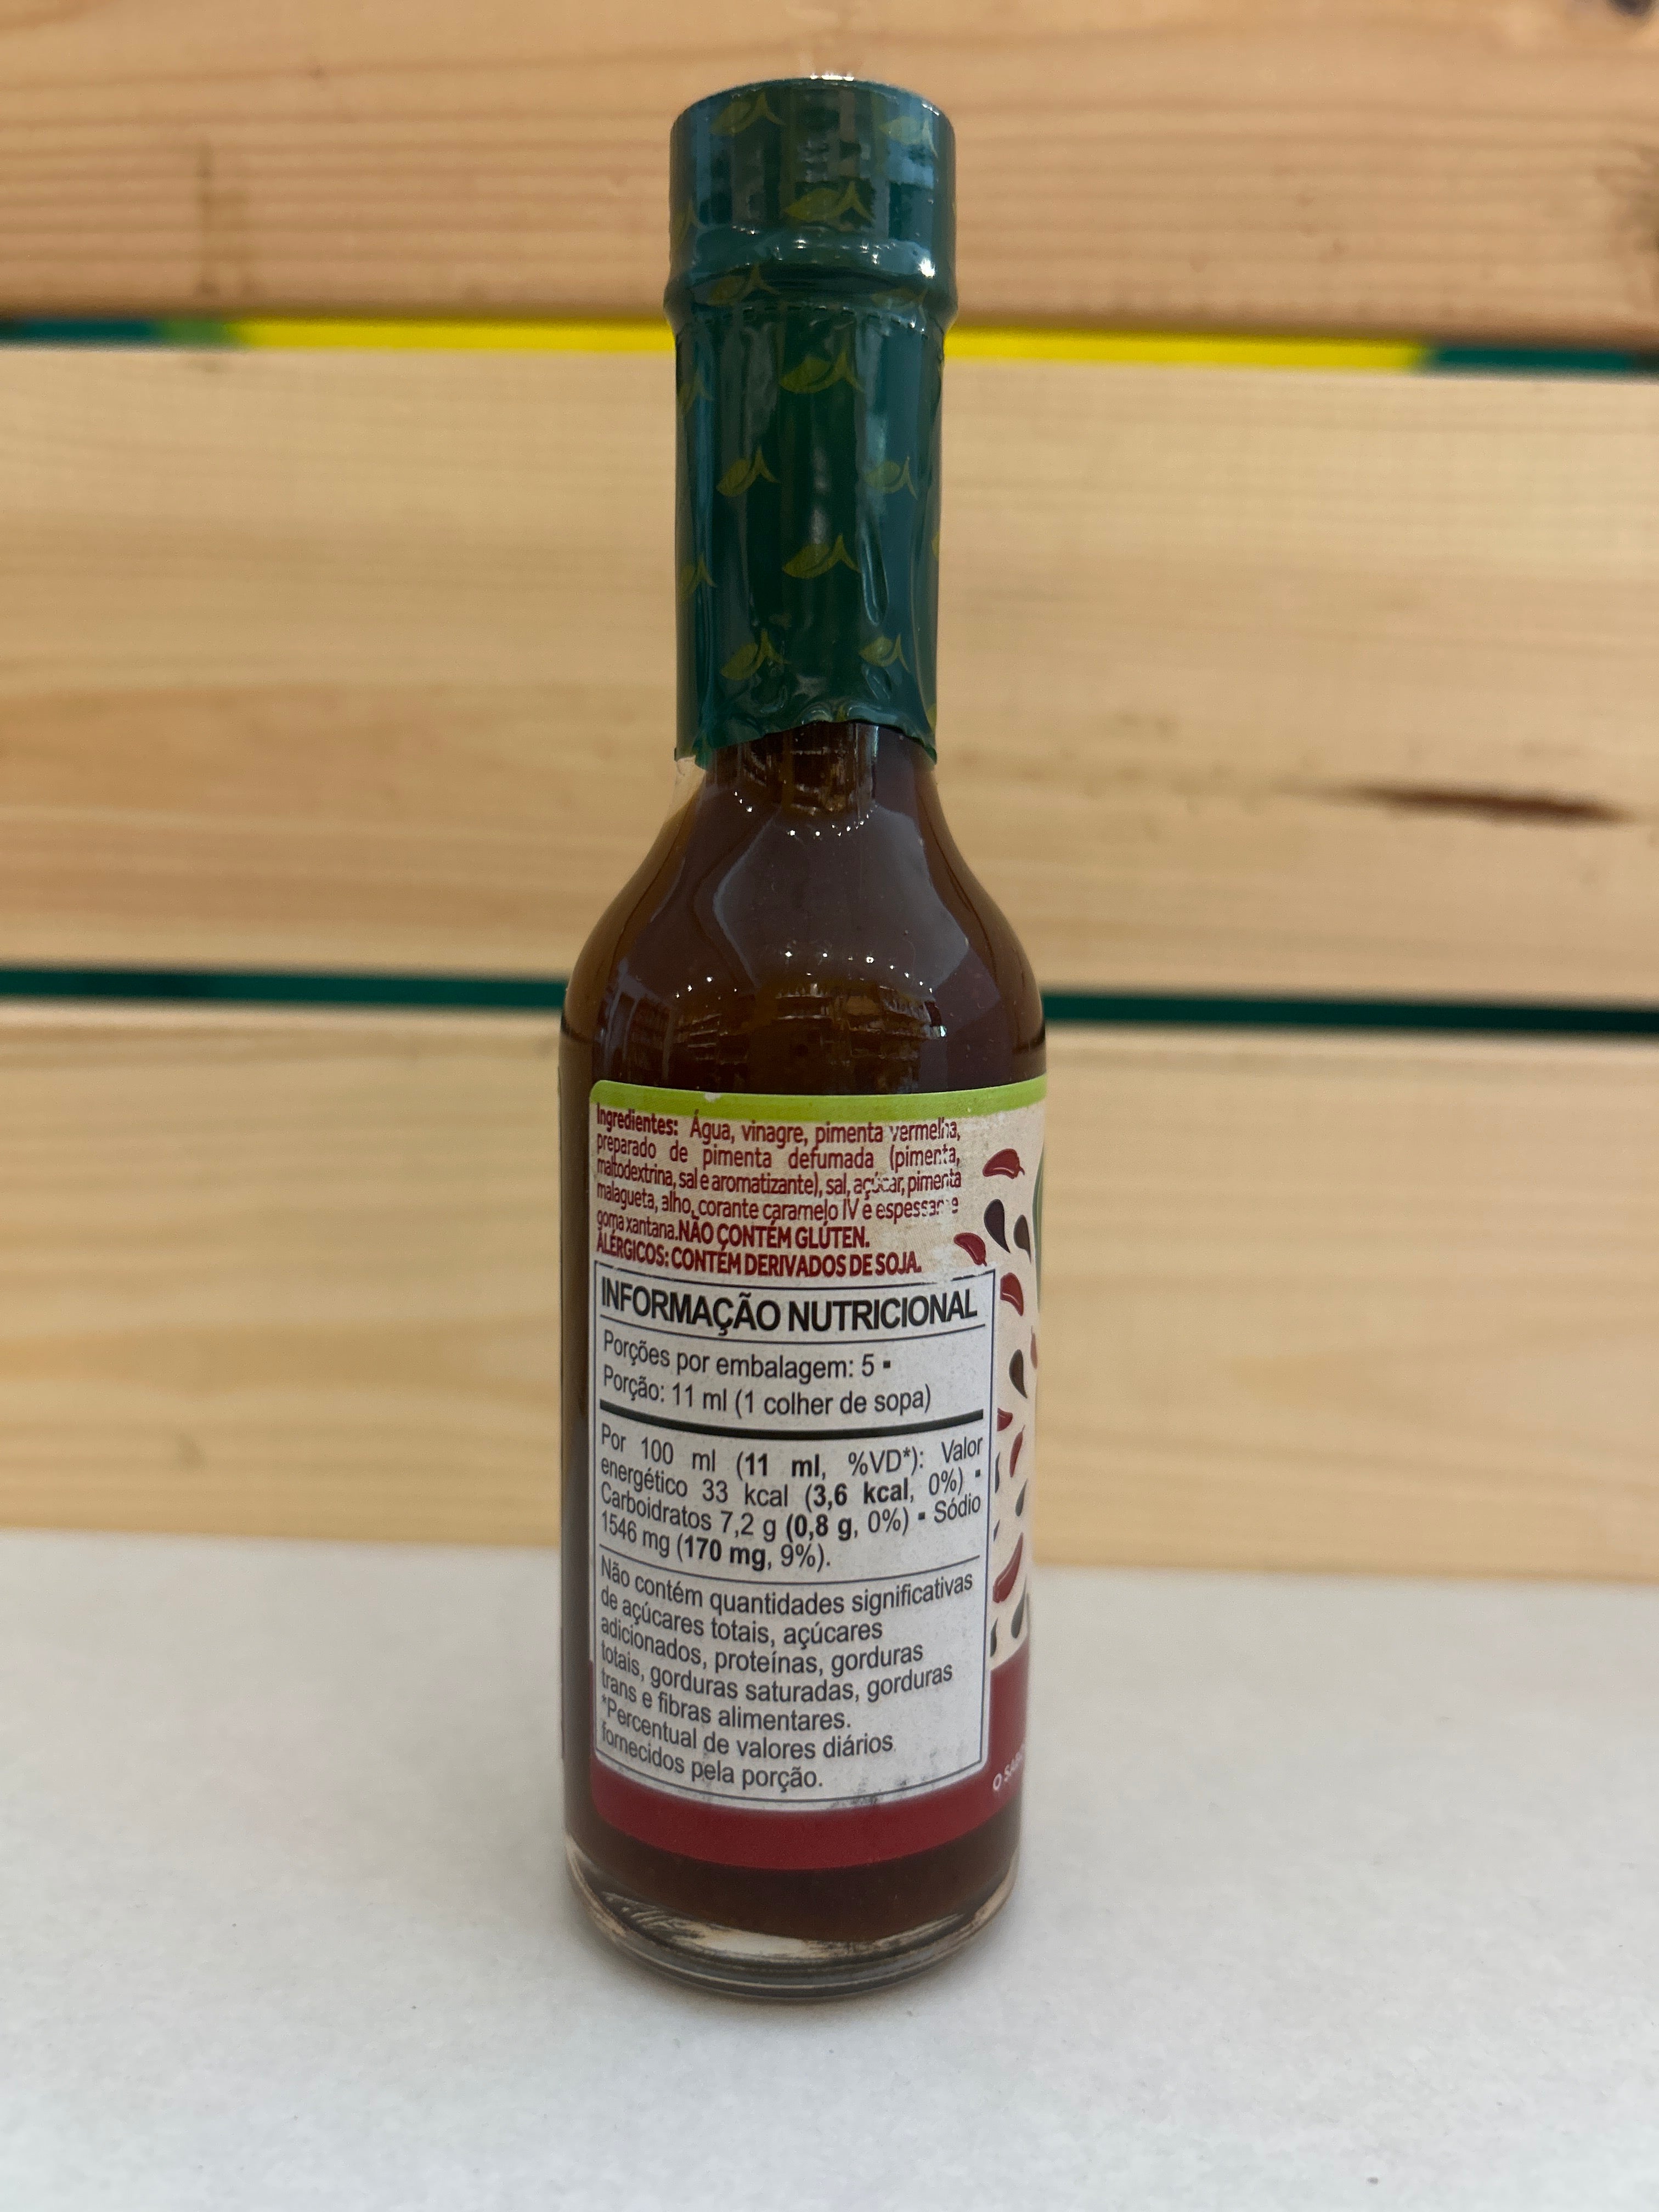 Ingredientes: Água, vinagre, pimenta vermelha,
preparado de pimenta defumada (pimenta,
maltodextrina, sal e aromatizante), sal, açúcar, pimenta
malagueta, alho, corante caramelo IV e espessante
goma xantana. NÃO CONTÉM GLÚTEN.
ALÉRGICOS: CONTÉM DERIVADOS DE SOJA.
INFORMAÇÃO NUTRICIONAL
Porções por embalagem: 5 ▪
Porção: 11 ml (1 colher de sopa)
Por 100 ml (11 ml, %VD*): Valor
energético 33 kcal (3,6 kcal, 0%) ▪
Carboidratos 7,2 g (0,8 g, 0%) ▪ Sódio
1546 mg (170 mg, 9%).
Não contém quantidades significativas
de açúcares totais, açúcares
adicionados, proteínas, gorduras
totais, gorduras saturadas, gorduras
trans e fibras alimentares.
*Percentual de valores diários
fornecidos pela porção.
O